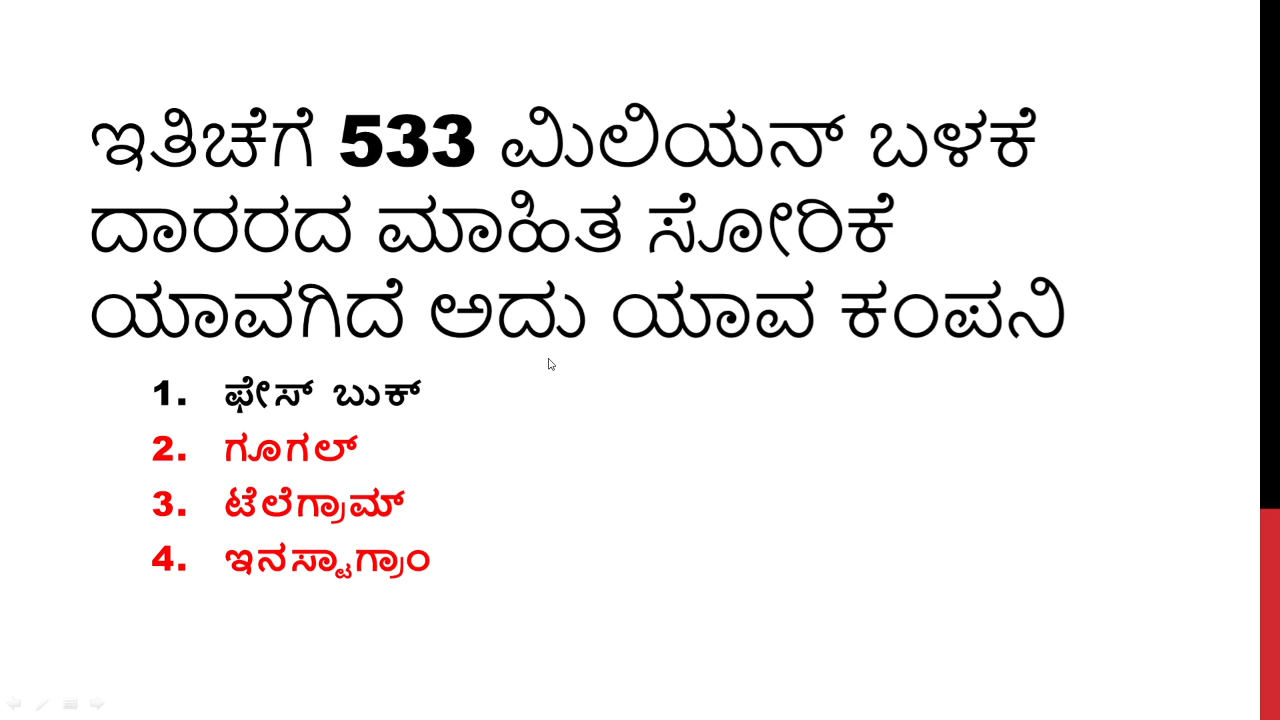 ಇತಿಚೆಗೆ 533 ಮಿಲಿಯನ್ ಬಳಕೆ
ದಾರರದ ಮಾಹಿತ ಸೋರಿಕೆ
ಯಾವಗಿದೆ ಅದು ಯಾವ ಕಂಪನಿ
1. ಫೇಸ್ ಬುಕ್
2. ಗೂಗಲ್
3. ಟೆಲೆಗ್ರಾಮ್
4. ಇನಸ್ಟಾಗ್ರಾಂ